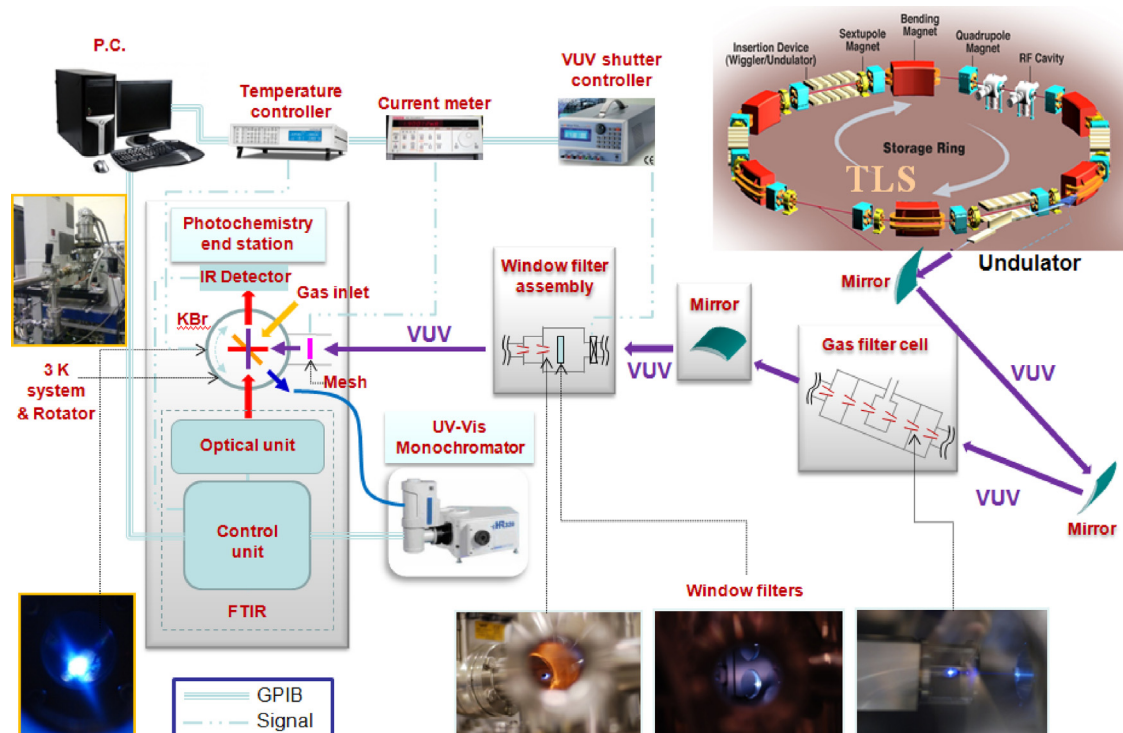 P.C.
Temperature
controller
Current meter
VUV shutter
controller
Insertion Device
(Wiggler/Undulator)
Sextupole
Magnet
Bending
Magnet
Quadrupole
Magnet
RF Cavity
Storage Ring
TLS
Undulator
Photochemistry
end station
IR Detector
Gas inlet
KBr
Mesh
3 K
system
& Rotator
VUV
Window filter
assembly
VUV
Mirror
Mirror
Gas filter cell
VUV
VUV
Mirror
Optical unit
Control
unit
FTIR
UV-Vis
Monochromator
Window filters
GPIB
Signal